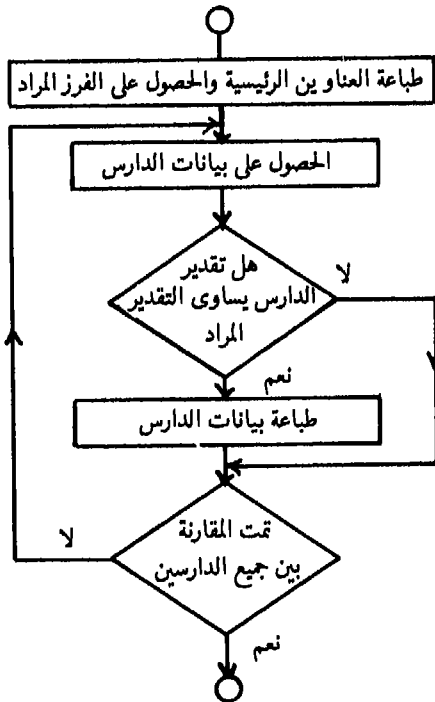 طباعة العناوين الرئيسية والحصول على الفرز المراد
الحصول على بيانات الدارس
هل تقدير
الدارس يساوى التقدير
المراد
لا
نعم
طباعة بيانات الدارس
تمت المقارنة
بين جميع الدارسين
لا
نعم